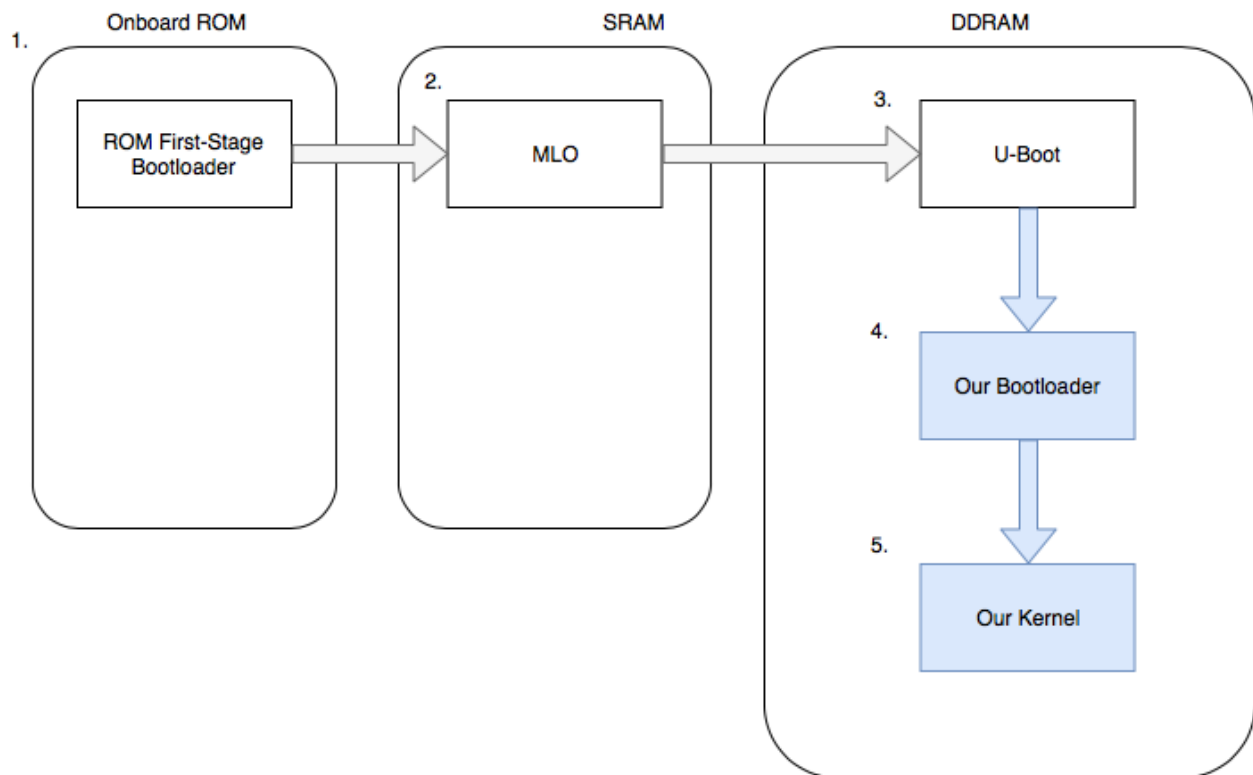 Onboard ROM
SRAM
DDRAM
1.
2.
3.
ROM First-Stage
Bootloader
MLO
U-Boot
4.
Our Bootloader
5.
Our Kernel